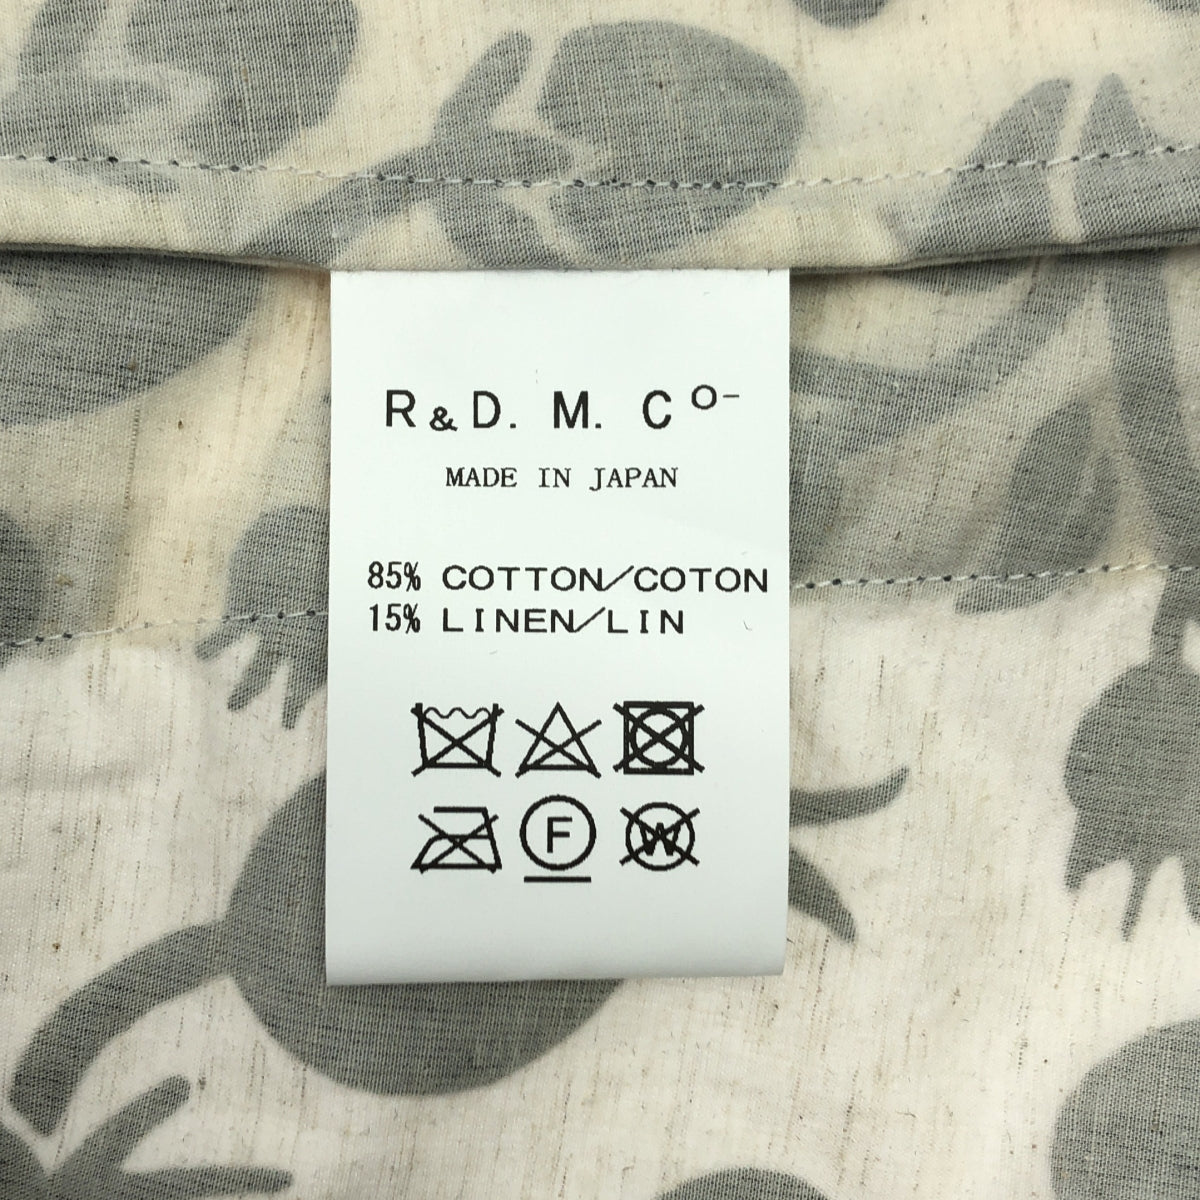 R&D. M. Co-
MADE IN JAPAN
85% COTTON/COTON
15% LINEN/LIN
F W